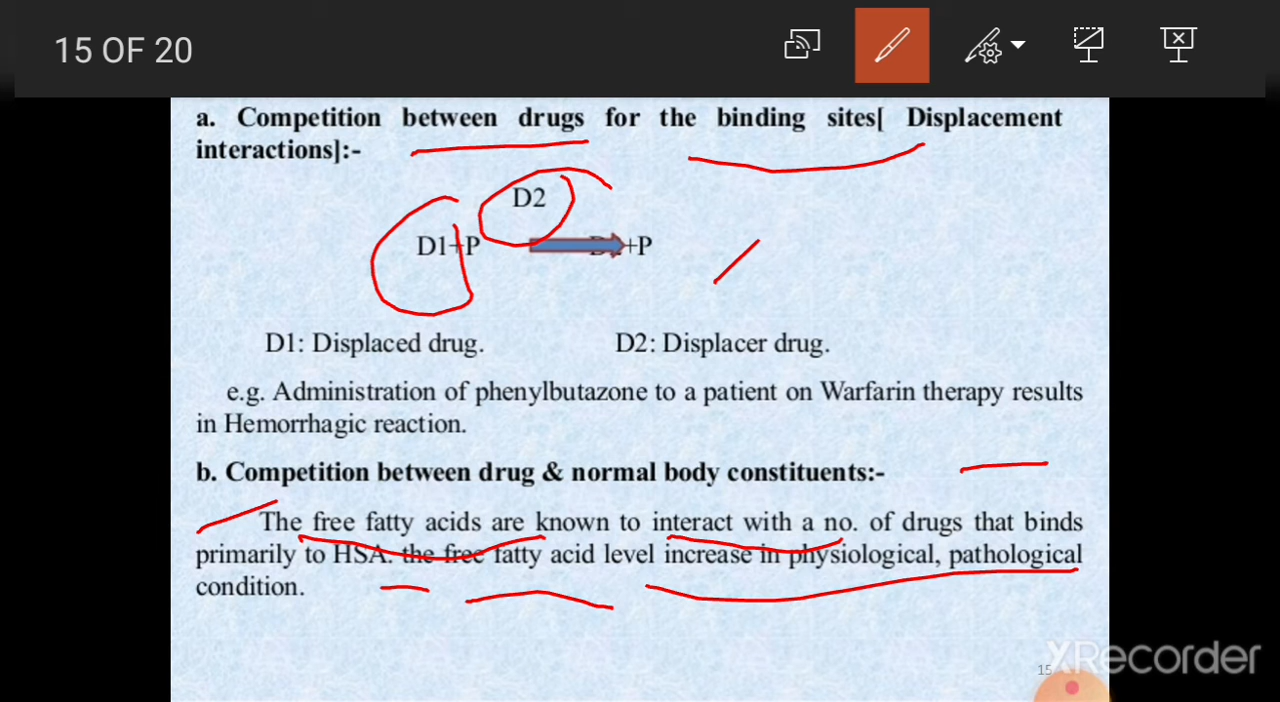 15 OF 20
a. Competition between drugs for the binding sites[ Displacement
interactions]:-
D2
D1+P +P
D1: Displaced drug. D2: Displacer drug.
e.g. Administration of phenylbutazone to a patient on Warfarin therapy results
in Hemorrhagic reaction.
b. Competition between drug & normal body constituents:-
The free fatty acids are known to interact with a no. of drugs that binds
primarily to HSA. the free fatty acid level increase in physiological, pathological
condition.
15
XRecorder